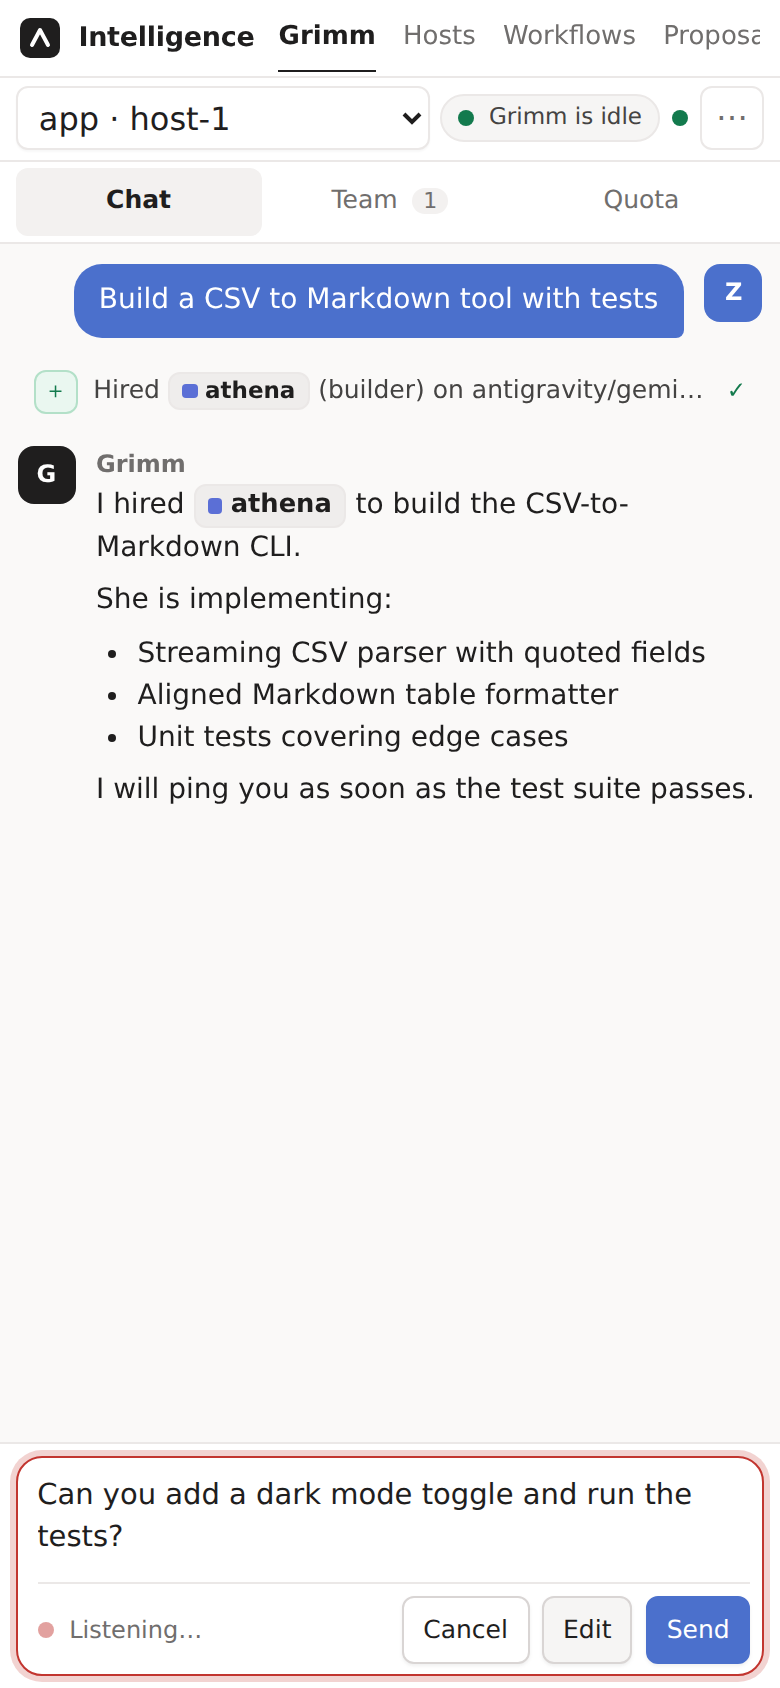 Intelligence Grimm Hosts Workflows Proposa
app · host-1 Grimm is idle ···
Chat Team 1 Quota
Build a CSV to Markdown tool with tests Z
+ Hired athena (builder) on antigravity/gemi… ✓
G Grimm
I hired athena to build the CSV-to-
Markdown CLI.
She is implementing:
• Streaming CSV parser with quoted fields
• Aligned Markdown table formatter
• Unit tests covering edge cases
I will ping you as soon as the test suite passes.
Can you add a dark mode toggle and run the
tests?
Listening… Cancel Edit Send